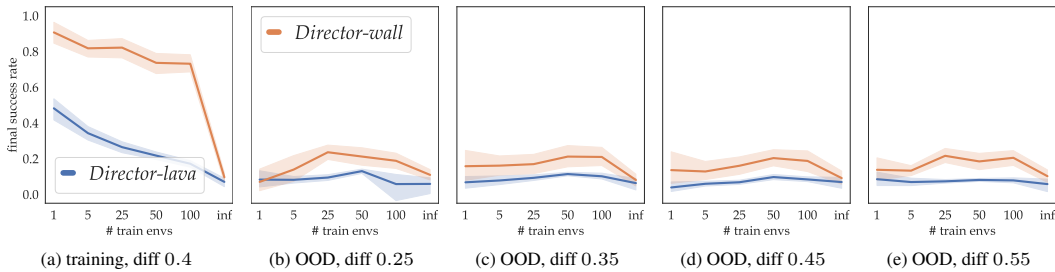 1.0
0.8
0.6
0.4
0.2
0.0
final success rate
Director-lava
1 5 25 50 100 inf
# train envs
(a) training, diff 0.4
Director-wall
1 5 25 50 100 inf
# train envs
(b) OOD, diff 0.25
1 5 25 50 100 inf
# train envs
(c) OOD, diff 0.35
1 5 25 50 100 inf
# train envs
(d) OOD, diff 0.45
1 5 25 50 100 inf
# train envs
(e) OOD, diff 0.55